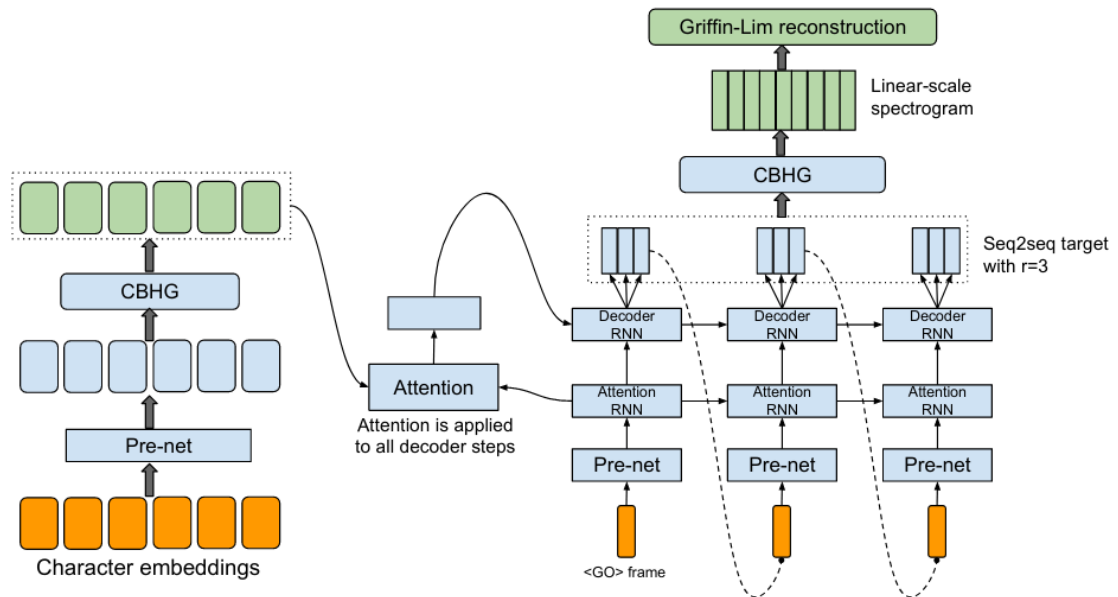 Griffin-Lim reconstruction
Linear-scale
spectrogram
CBHG
Seq2seq target
with r=3
CBHG
Pre-net
Character embeddings
Attention
Attention is applied
to all decoder steps
Decoder
RNN
Decoder
RNN
Decoder
RNN
Attention
RNN
Attention
RNN
Attention
RNN
Pre-net
Pre-net
Pre-net
<GO> frame